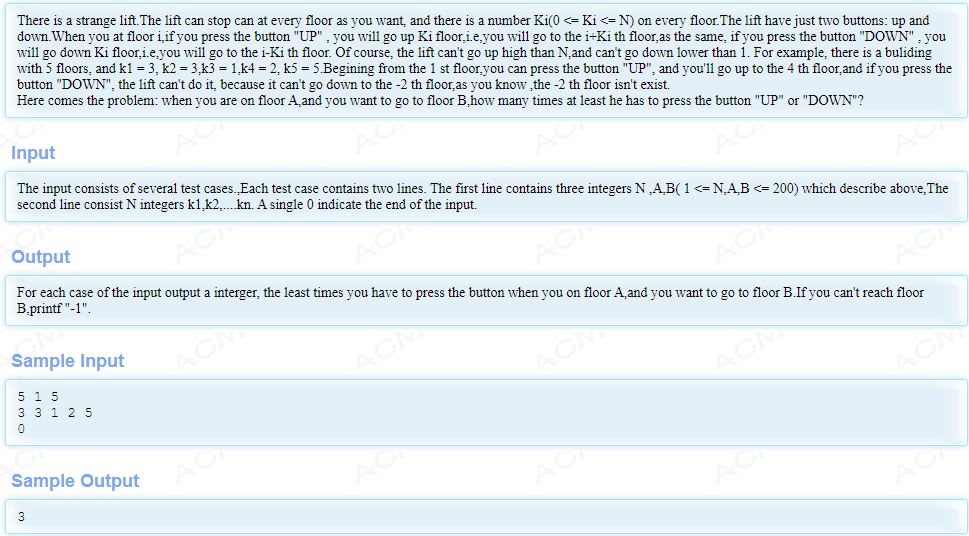 There is a strange lift.The lift can stop can at every floor as you want, and there is a number Ki(0 <= Ki <= N) on every floor.The lift have just two buttons: up and
down.When you at floor i,if you press the button "UP" , you will go up Ki floor,i.e,you will go to the i+Ki th floor,as the same, if you press the button "DOWN" , you
will go down Ki floor,i.e,you will go to the i-Ki th floor. Of course, the lift can't go up high than N,and can't go down lower than 1. For example, there is a buliding
with 5 floors, and k1 = 3, k2 = 3,k3 = 1,k4 = 2, k5 = 5.Begining from the 1 st floor,you can press the button "UP", and you'll go up to the 4 th floor,and if you press the
button "DOWN", the lift can't do it, because it can't go down to the -2 th floor,as you know ,the -2 th floor isn't exist.
Here comes the problem: when you are on floor A,and you want to go to floor B,how many times at least he has to press the button "UP" or "DOWN"?
Input
The input consists of several test cases.,Each test case contains two lines. The first line contains three integers N ,A,B( 1 <= N,A,B <= 200) which describe above,The
second line consist N integers k1,k2,....kn. A single 0 indicate the end of the input.
Output
For each case of the input output a interger, the least times you have to press the button when you on floor A,and you want to go to floor B.If you can't reach floor
B,printf "-1".
Sample Input
5 1 5
3 3 1 2 5
0
Sample Output
3